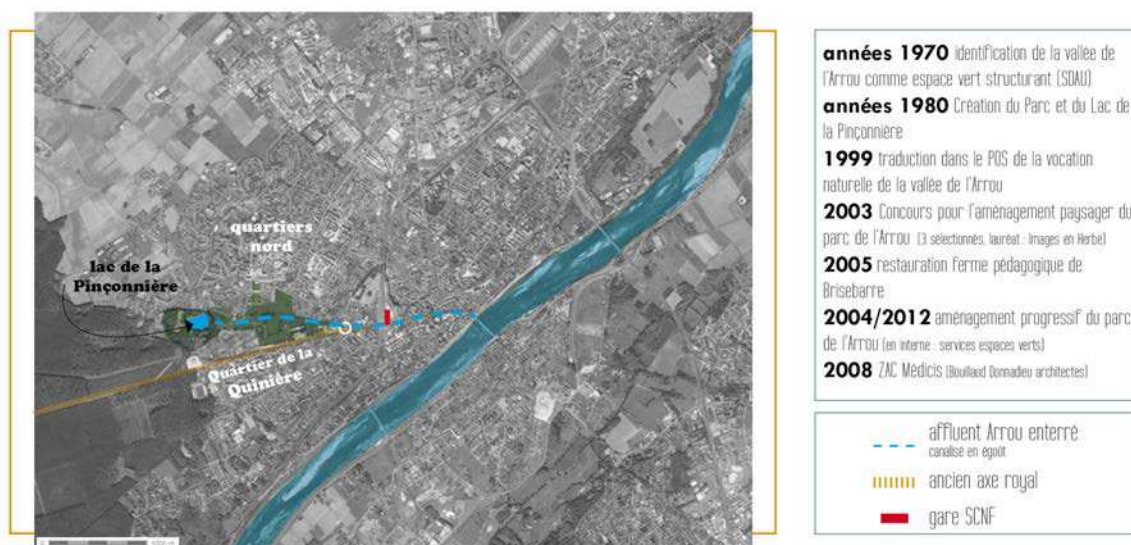 quartiers
nord
lac de la
Pinçonnière
Quartier de la
Quinière
années 1970 Identification de la vallée de
l'Arrou comme espace vert structurant (SDAU)
années 1980 Création du Parc et du Lac de
la Pinçonnière
1999 traduction dans le POS de la vocation
naturelle de la vallée de l'Arrou
2003 Concours pour l'aménagement paysager du
parc de l'Arrou (3 sélectionnés, lauréat : Images en Herbe)
2005 restauration ferme pédagogique de
Brisebarre
2004/2012 aménagement progressif du parc
de l'Arrou (en interne : services espaces verts)
2008 ZAC Médicis (Bouillaud Donnadieu architectes)
affluent Arrou enterré
canalisé en égoût
ancien axe royal
gare SCNF